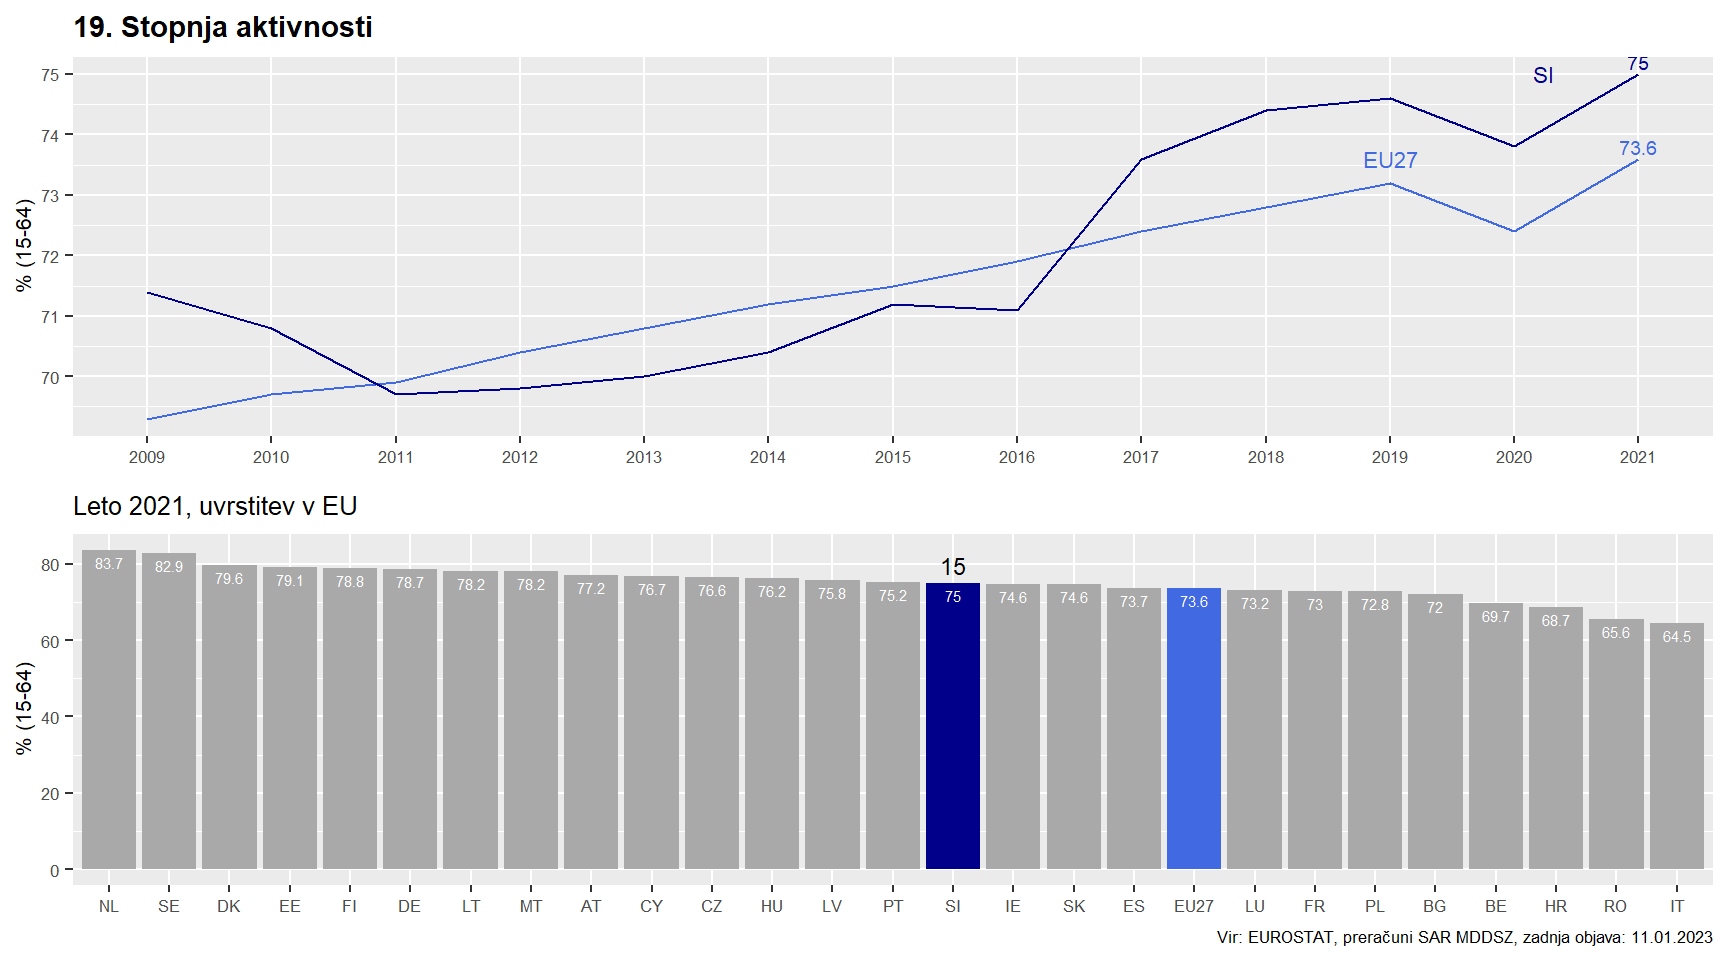 19. Stopnja aktivnosti
75
74
73
72
71
70
% (15-64)
SI
75
EU27
73.6
2009 2010 2011 2012 2013 2014 2015 2016 2017 2018 2019 2020 2021
Leto 2021, uvrstitev v EU
80
60
40
20
0
% (15-64)
15
83.7 82.9 79.6 79.1 78.8 78.7 78.2 78.2 77.2 76.7 76.6 76.2 75.8 75.2 75 74.6 74.6 73.7 73.6 73.2 73 72.8 72 69.7 68.7 65.6 64.5
NL SE DK EE FI DE LT MT AT CY CZ HU LV PT SI IE SK ES EU27 LU FR PL BG BE HR RO IT
Vir: EUROSTAT, preračuni SAR MDDSZ, zadnja objava: 11.01.2023